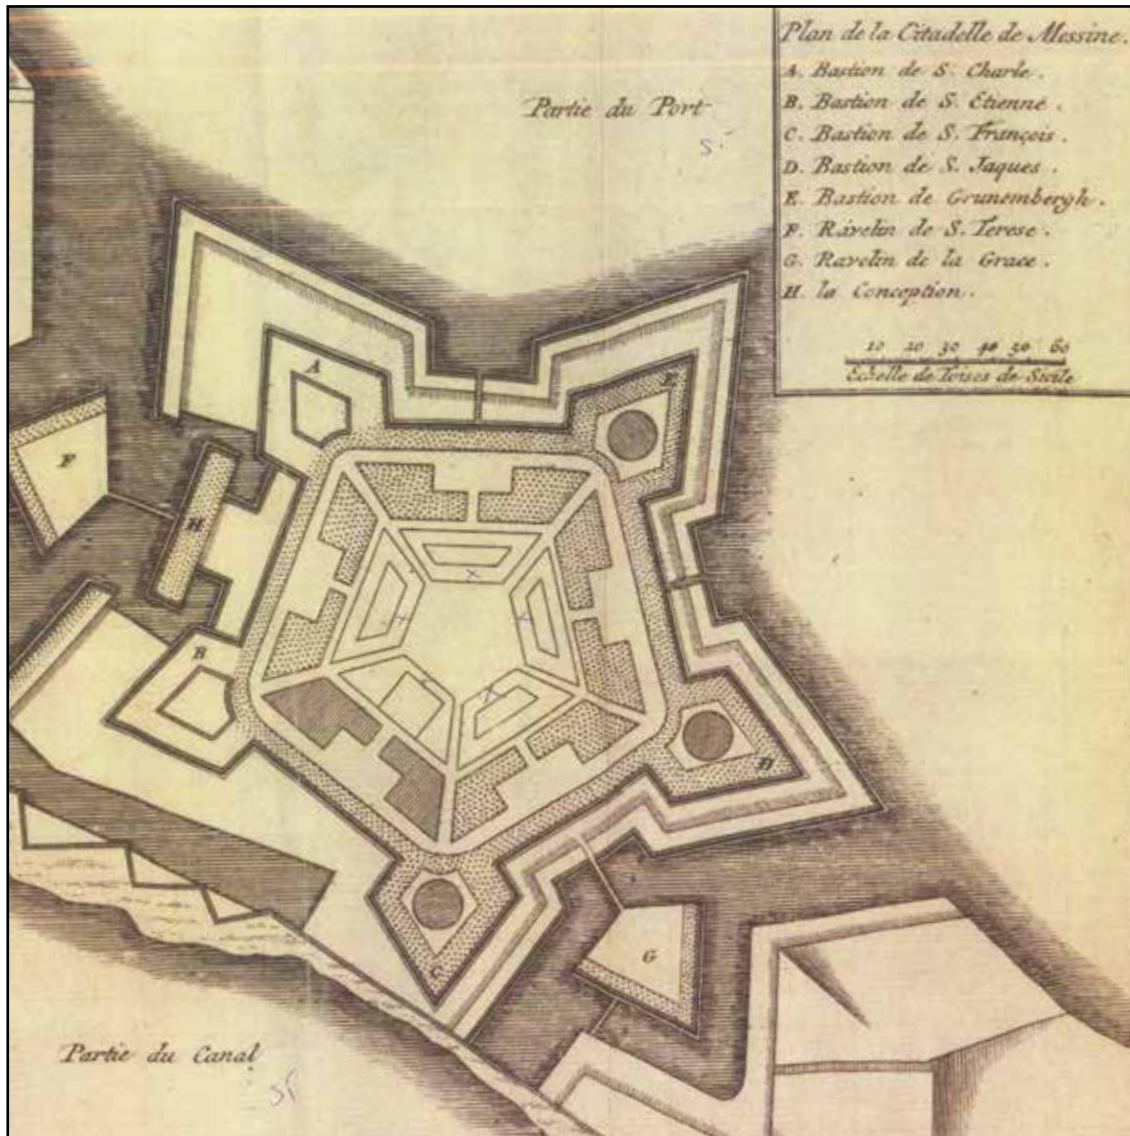 Plan de la Citadelle de Messine.
A. Bastion de S. Charle.
B. Bastion de S. Etienne.
C. Bastion de S. François.
D. Bastion de S. Jaques.
E. Bastion de Grunembergh.
F. Ravelin de S. Terese.
G. Ravelin de la Grace.
H. la Conception.
10 20 30 40 50 60
Echelle de Toises de Sicile
Partie du Port
S.
A
E
F
H
B
D
C
G
Partie du Canal